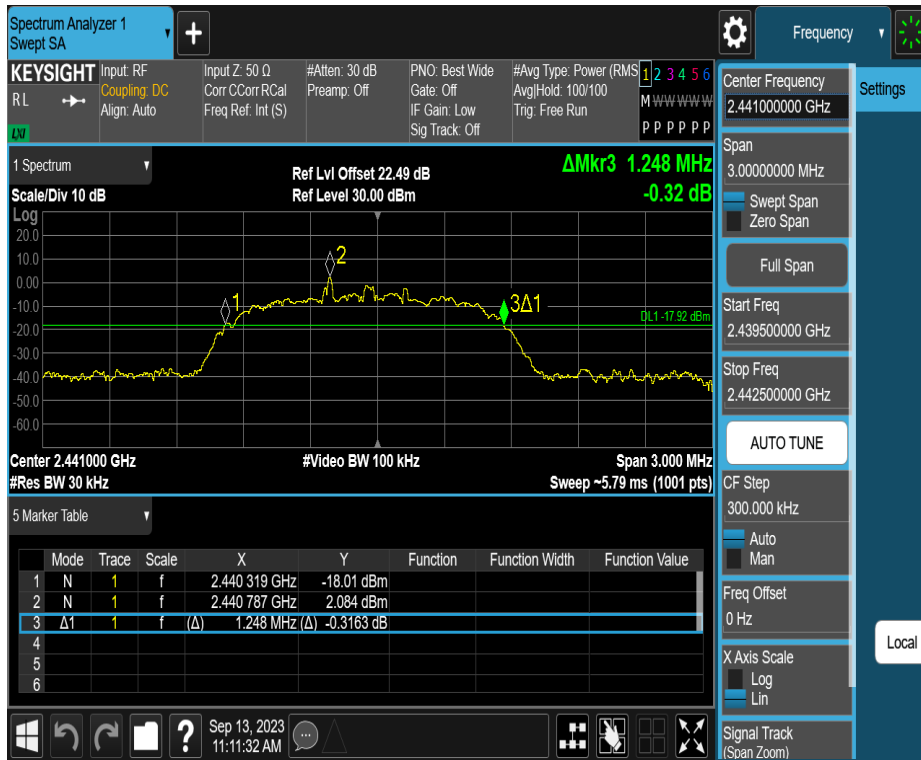 Spectrum Analyzer 1
Swept SA
+
Frequency
KEYSIGHT
R L
LXI
Input: RF
Coupling: DC
Align: Auto
Input Z: 50 Ω
Corr CCorr RCal
Freq Ref: Int (S)
#Atten: 30 dB
Preamp: Off
PNO: Best Wide
Gate: Off
IF Gain: Low
Sig Track: Off
#Avg Type: Power (RMS
Avg|Hold: 100/100
Trig: Free Run
1 2 3 4 5 6
M W W W W W
P P P P P P
1 Spectrum
Scale/Div 10 dB
Ref Lvl Offset 22.49 dB
Ref Level 30.00 dBm
ΔMkr3 1.248 MHz
-0.32 dB
Log
20.0
10.0
0.00
-10.0
-20.0
-30.0
-40.0
-50.0
-60.0
1
2
3Δ1
DL1 -17.92 dBm
Center 2.441000 GHz
#Res BW 30 kHz
#Video BW 100 kHz
Span 3.000 MHz
Sweep ~5.79 ms (1001 pts)
5 Marker Table
Mode Trace Scale X Y Function Function Width Function Value
1 N 1 f 2.440 319 GHz -18.01 dBm
2 N 1 f 2.440 787 GHz 2.084 dBm
3 Δ1 1 f (Δ) 1.248 MHz (Δ) -0.3163 dB
4
5
6
?
Sep 13, 2023
11:11:32 AM
Center Frequency
2.441000000 GHz
Span
3.00000000 MHz
Swept Span
Zero Span
Full Span
Start Freq
2.439500000 GHz
Stop Freq
2.442500000 GHz
AUTO TUNE
CF Step
300.000 kHz
Auto
Man
Freq Offset
0 Hz
X Axis Scale
Log
Lin
Signal Track
(Span Zoom)
Settings
Local